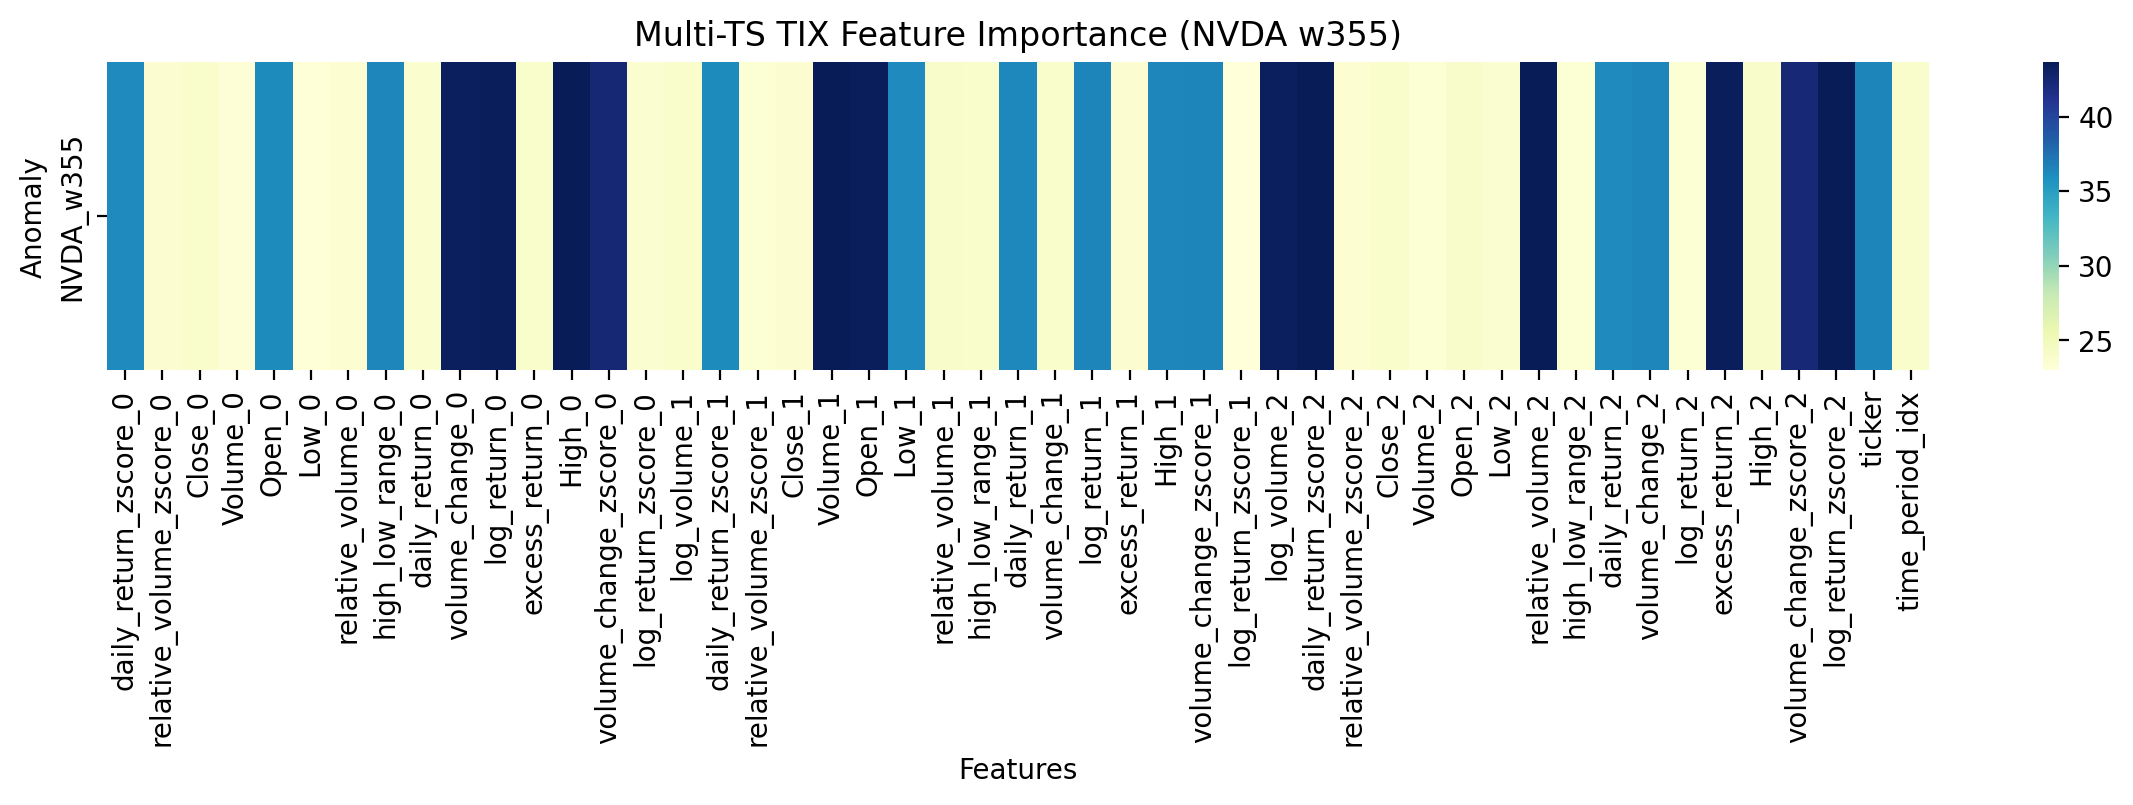 Multi-TS TIX Feature Importance (NVDA w355)
Anomaly
NVDA_w355
40
35
30
25
daily_return_zscore_0
relative_volume_zscore_0
Close_0
Volume_0
Open_0
Low_0
relative_volume_0
high_low_range_0
daily_return_0
volume_change_0
log_return_0
excess_return_0
High_0
volume_change_zscore_0
log_return_zscore_0
log_volume_1
daily_return_zscore_1
relative_volume_zscore_1
Close_1
Volume_1
Open_1
Low_1
relative_volume_1
high_low_range_1
daily_return_1
volume_change_1
log_return_1
excess_return_1
High_1
volume_change_zscore_1
log_return_zscore_1
log_volume_2
daily_return_zscore_2
relative_volume_zscore_2
Close_2
Volume_2
Open_2
Low_2
relative_volume_2
high_low_range_2
daily_return_2
volume_change_2
log_return_2
excess_return_2
High_2
volume_change_zscore_2
log_return_zscore_2
ticker
time_period_idx
Features